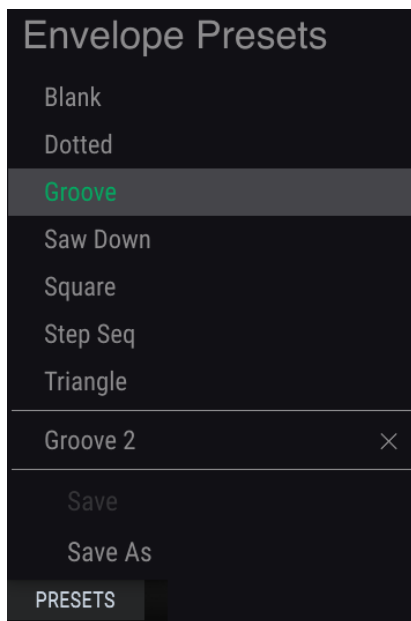 Envelope Presets
Blank
Dotted
Groove
Saw Down
Square
Step Seq
Triangle
Groove 2
Save
Save As
PRESETS